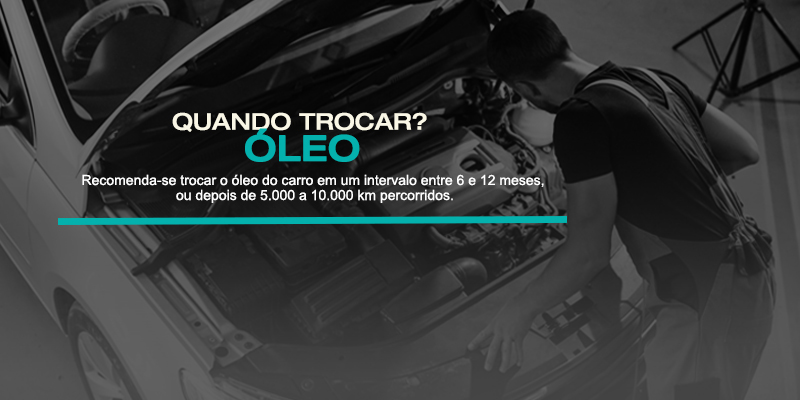 QUANDO TROCAR?
ÓLEO
Recomenda-se trocar o óleo do carro em um intervalo entre 6 e 12 meses,
ou depois de 5.000 a 10.000 km percorridos.